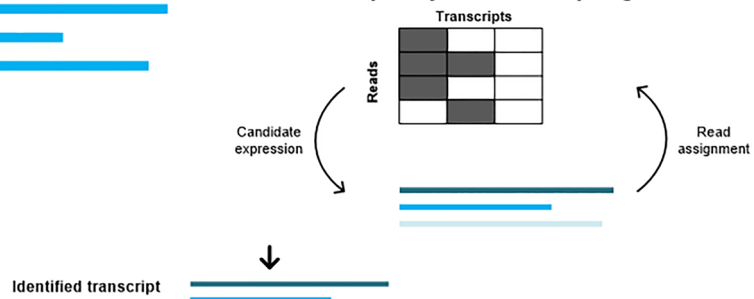 Transcripts
Reads
Candidate
expression
Read
assignment
Identified transcript